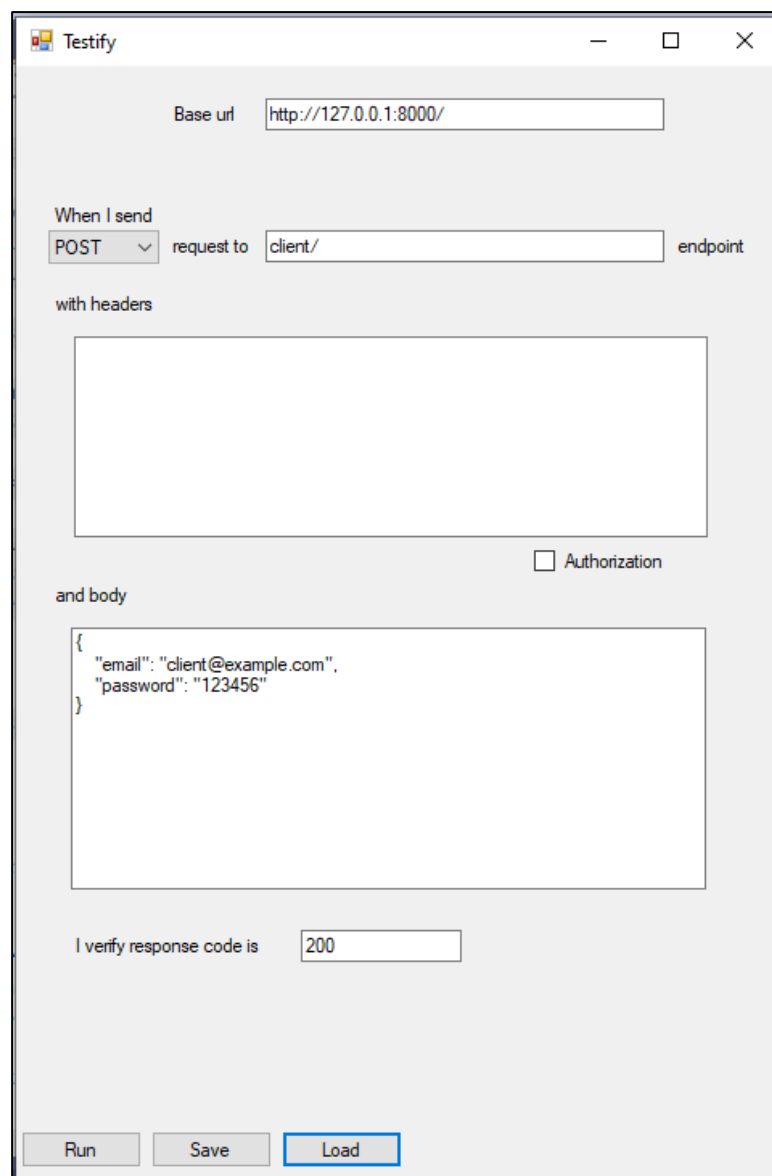 Testify
Base url http://127.0.0.1:8000/
When I send
POST request to client/ endpoint
with headers
Authorization
and body
{
"email": "client@example.com",
"password": "123456"
}
I verify response code is 200
Run Save Load